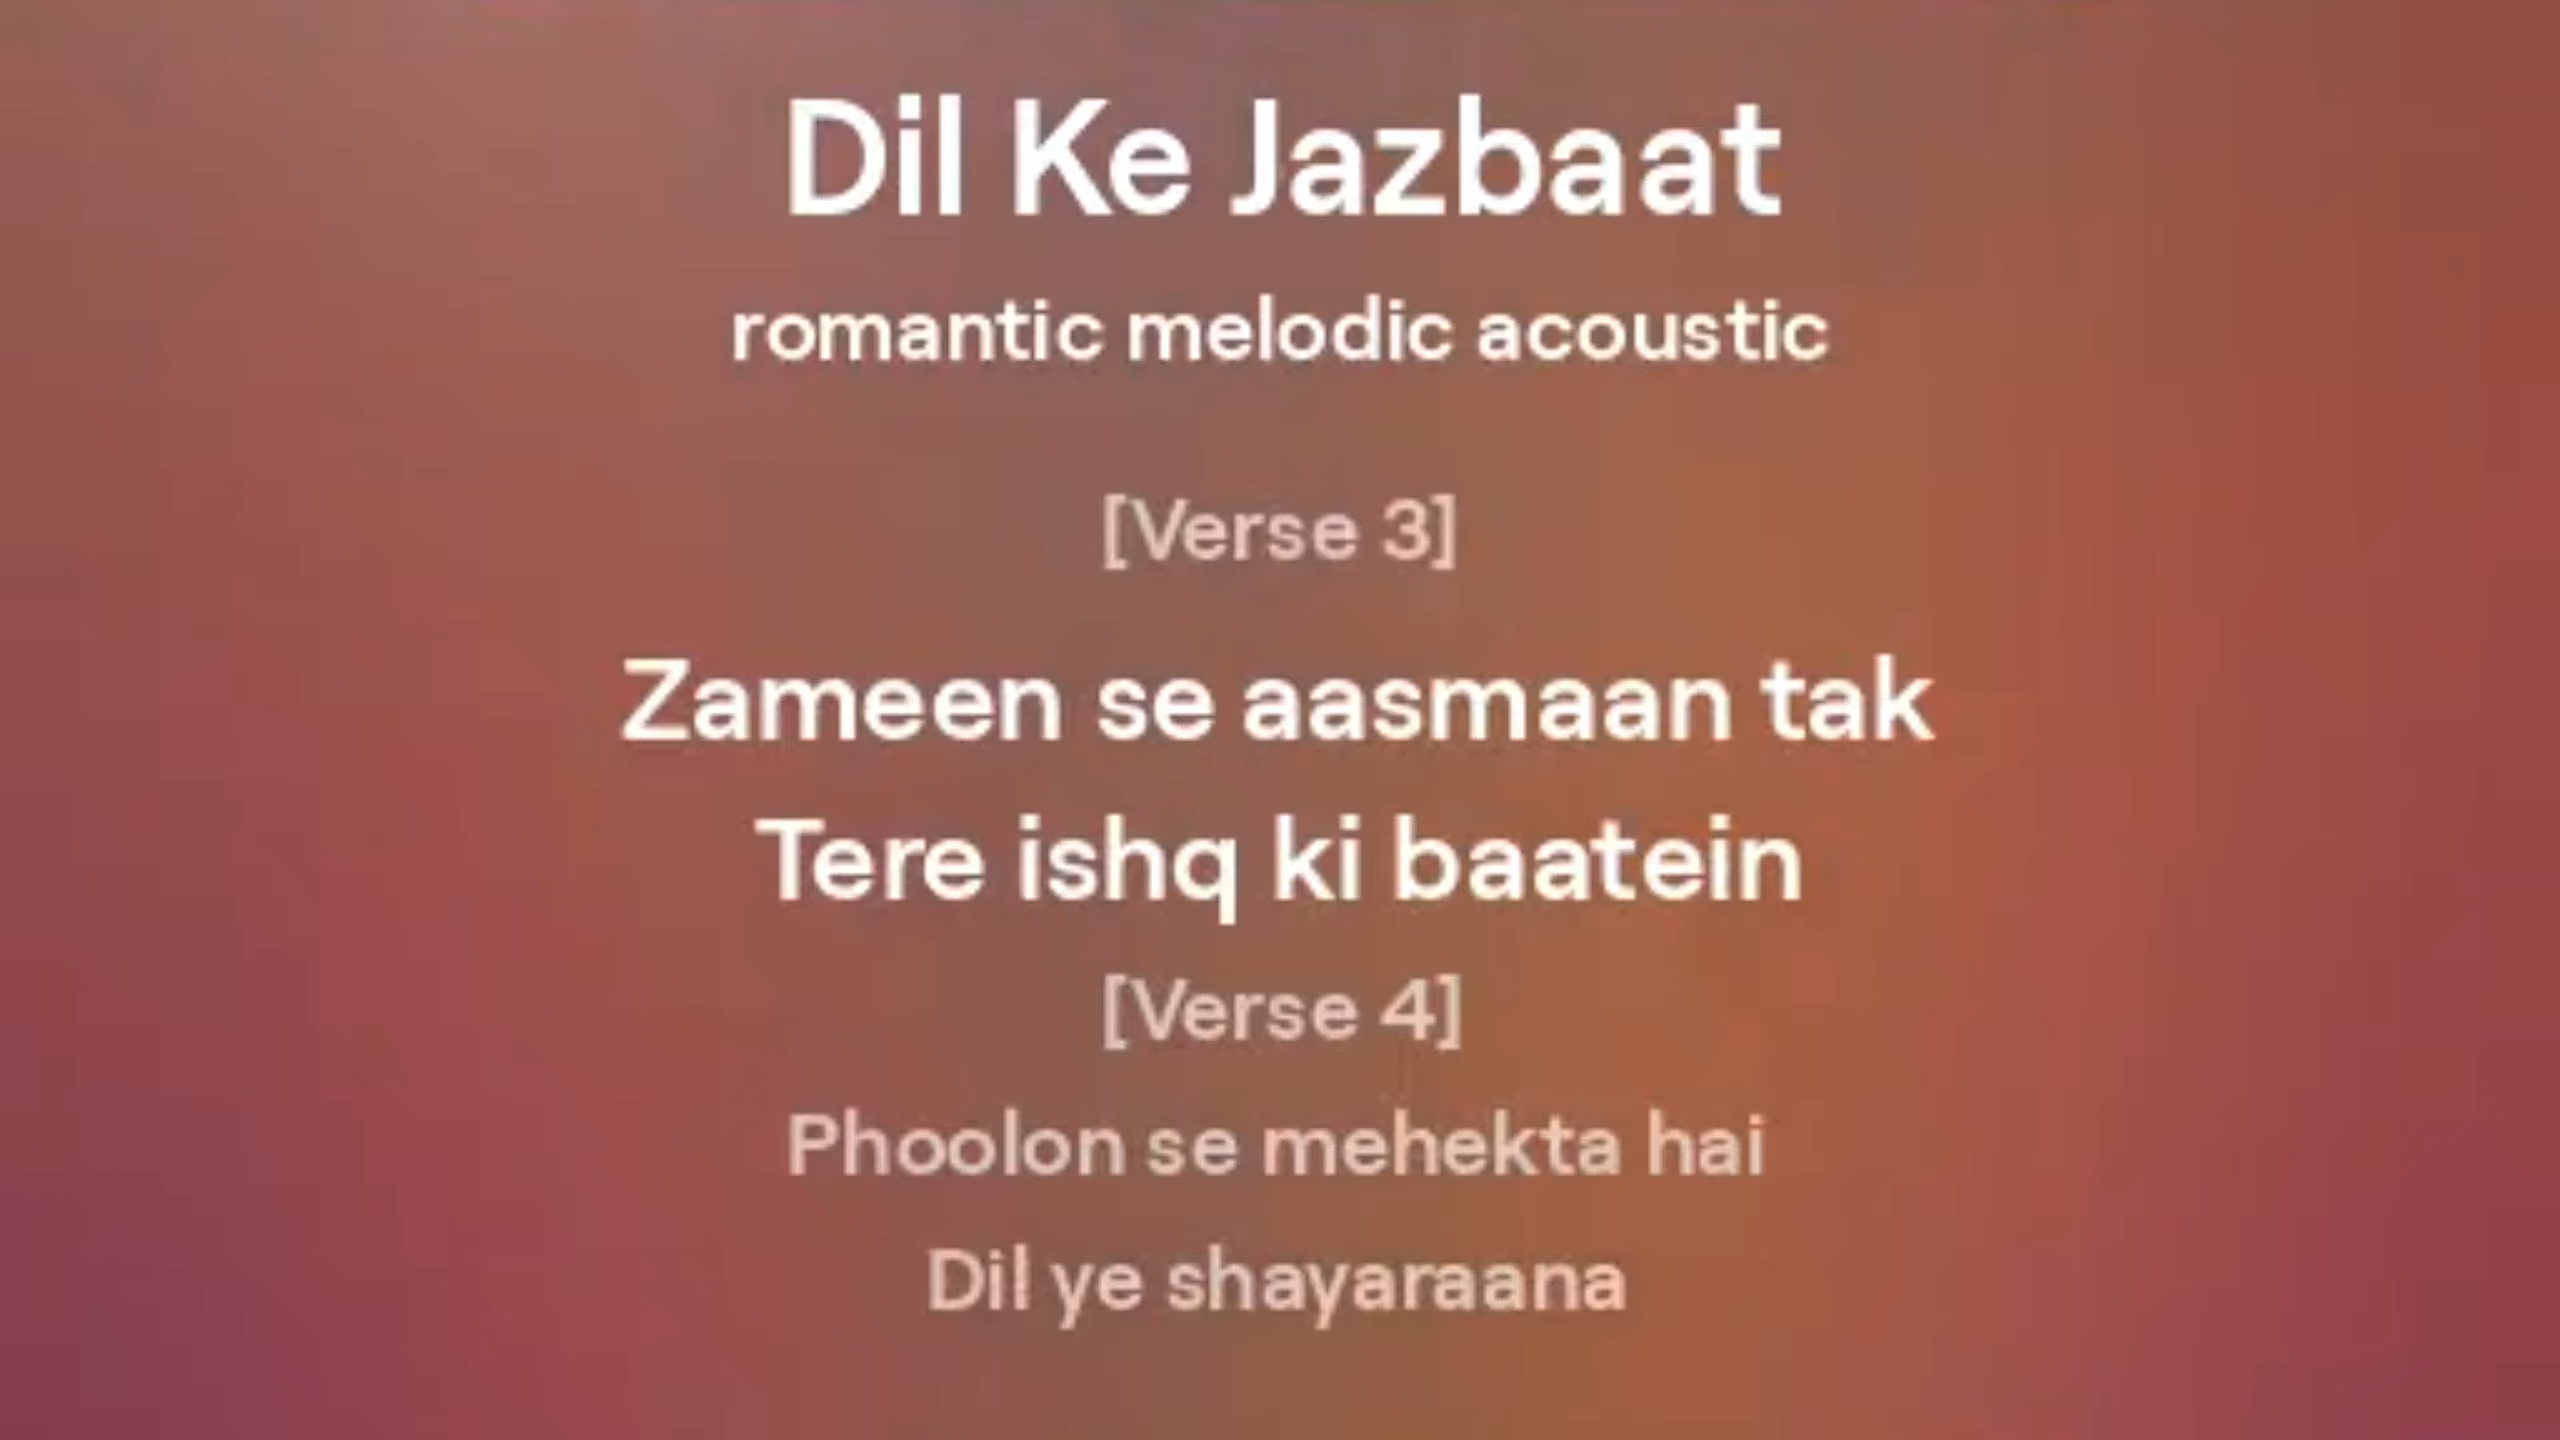 Dil Ke Jazbaat
romantic melodic acoustic
[Verse 3]
Zameen se aasmaan tak
Tere ishq ki baatein
[Verse 4]
Phoolon se mehekta hai
Dil ye shayaraana